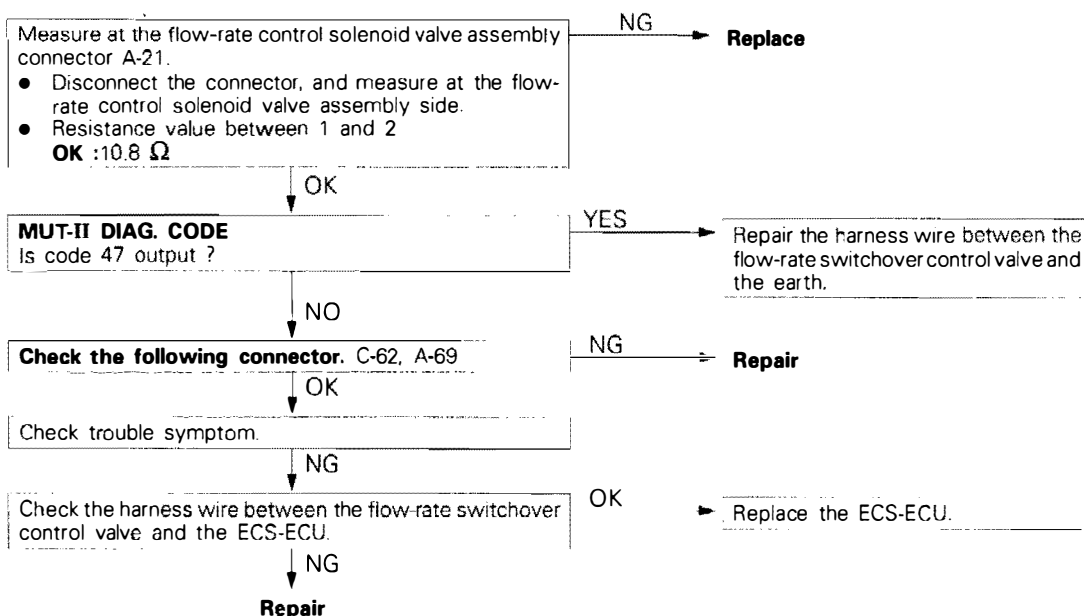 Measure at the flow-rate control solenoid valve assembly
connector A-21.
● Disconnect the connector, and measure at the flow-
rate control solenoid valve assembly side.
● Resistance value between 1 and 2
OK :10.8 Ω
NG
Replace
OK
MUT-II DIAG. CODE
Is code 47 output ?
YES
Repair the harness wire between the
flow-rate switchover control valve and
the earth.
NO
Check the following connector. C-62, A-69
NG
Repair
OK
Check trouble symptom.
NG
Check the harness wire between the flow-rate switchover
control valve and the ECS-ECU.
OK
Replace the ECS-ECU.
NG
Repair